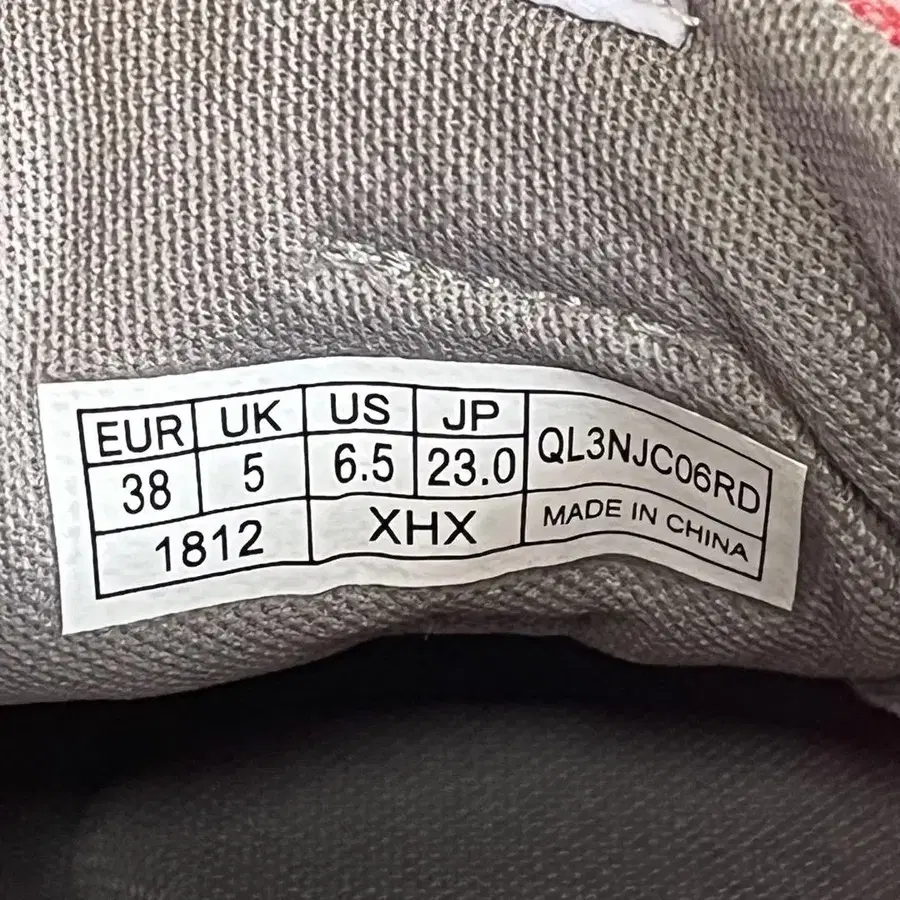 EUR UK US JP QL3NJC06RD
38 5 6.5 23.0
1812 XHX MADE IN CHINA